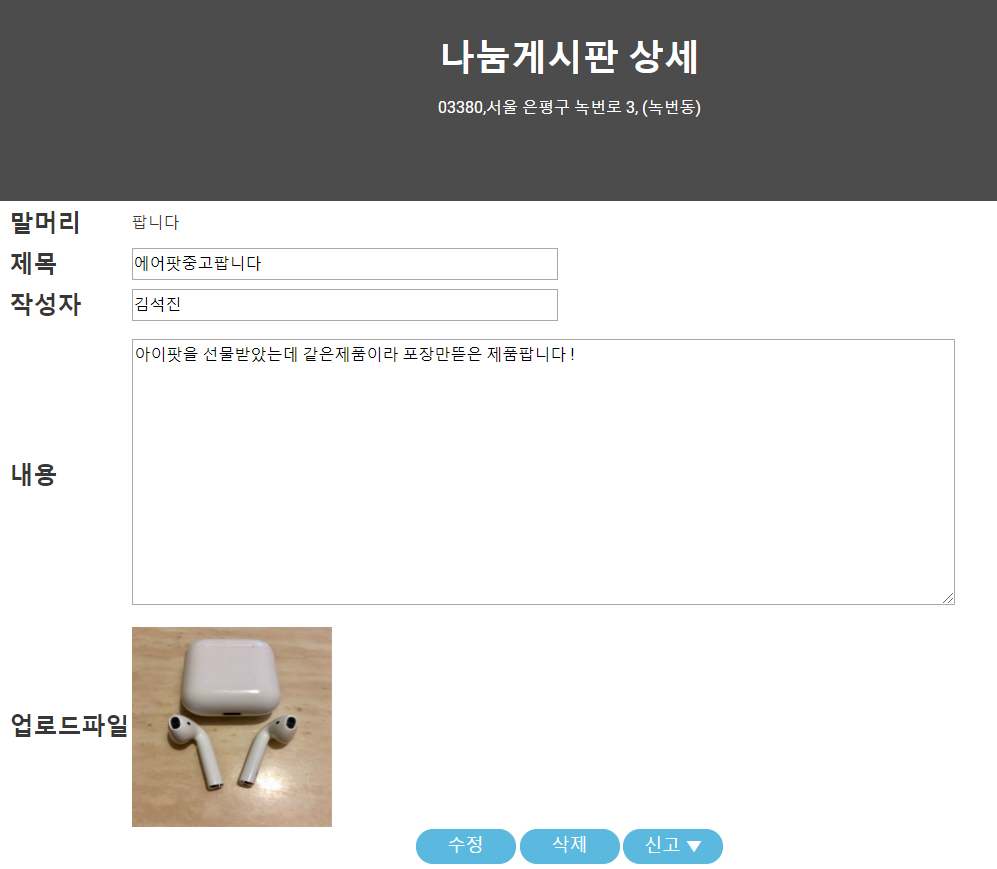 나눔게시판 상세
03380,서울 은평구 녹번로 3, (녹번동)
말머리 팝니다
제목 에어팟중고팝니다
작성자 김석진
내용 아이팟을 선물받았는데 같은제품이라 포장만뜯은 제품팝니다 !
업로드파일
수정 삭제 신고 ▼